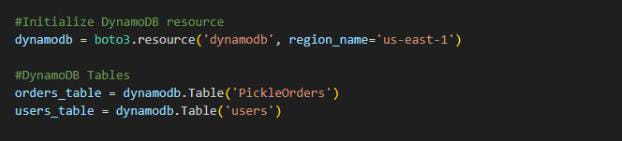 #Initialize DynamoDB resource
dynamodb = boto3.resource('dynamodb', region_name='us-east-1')
#DynamoDB Tables
orders_table = dynamodb.Table('PickleOrders')
users_table = dynamodb.Table('users')